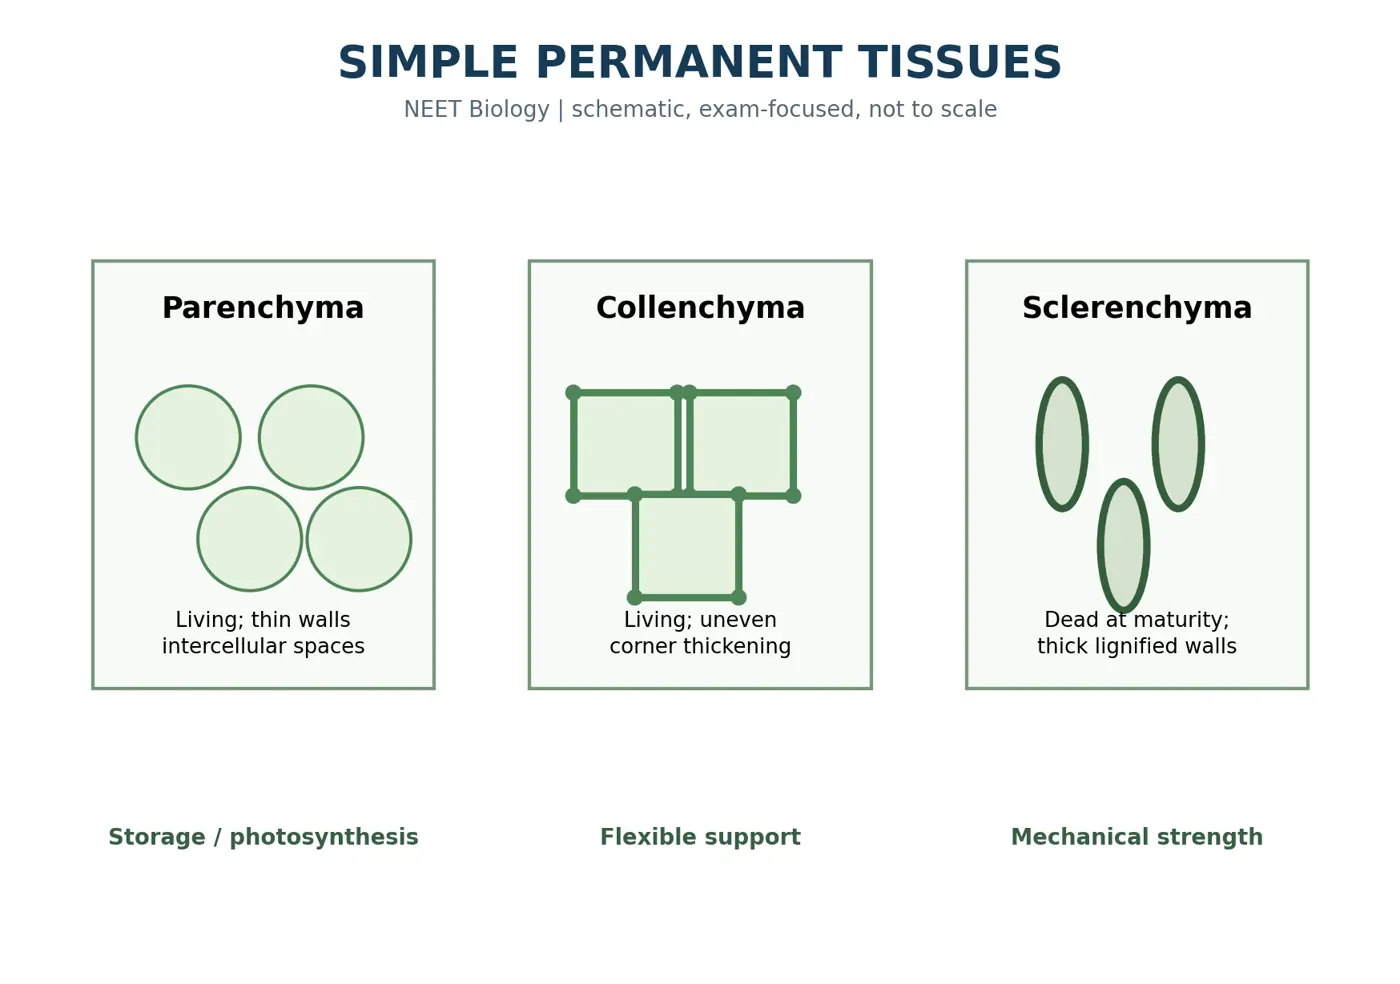 SIMPLE PERMANENT TISSUES
NEET Biology | schematic, exam-focused, not to scale
Parenchyma
Living; thin walls
intercellular spaces
Storage / photosynthesis
Collenchyma
Living; uneven
corner thickening
Flexible support
Sclerenchyma
Dead at maturity;
thick lignified walls
Mechanical strength